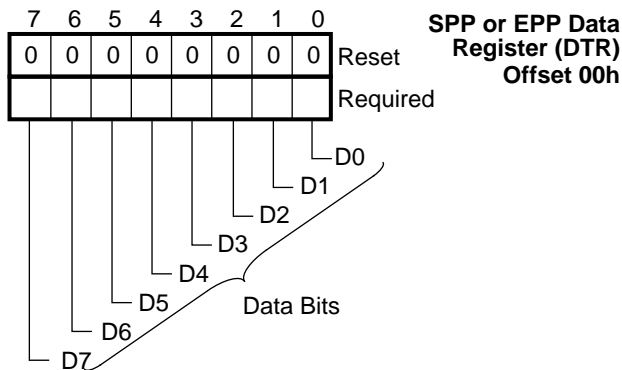 7 6 5 4 3 2 1 0
SPP or EPP Data
Register (DTR)
Offset 00h
0 0 0 0 0 0 0 0 Reset
Required
D0
D1
D2
D3
D4
D5
D6
D7
Data Bits